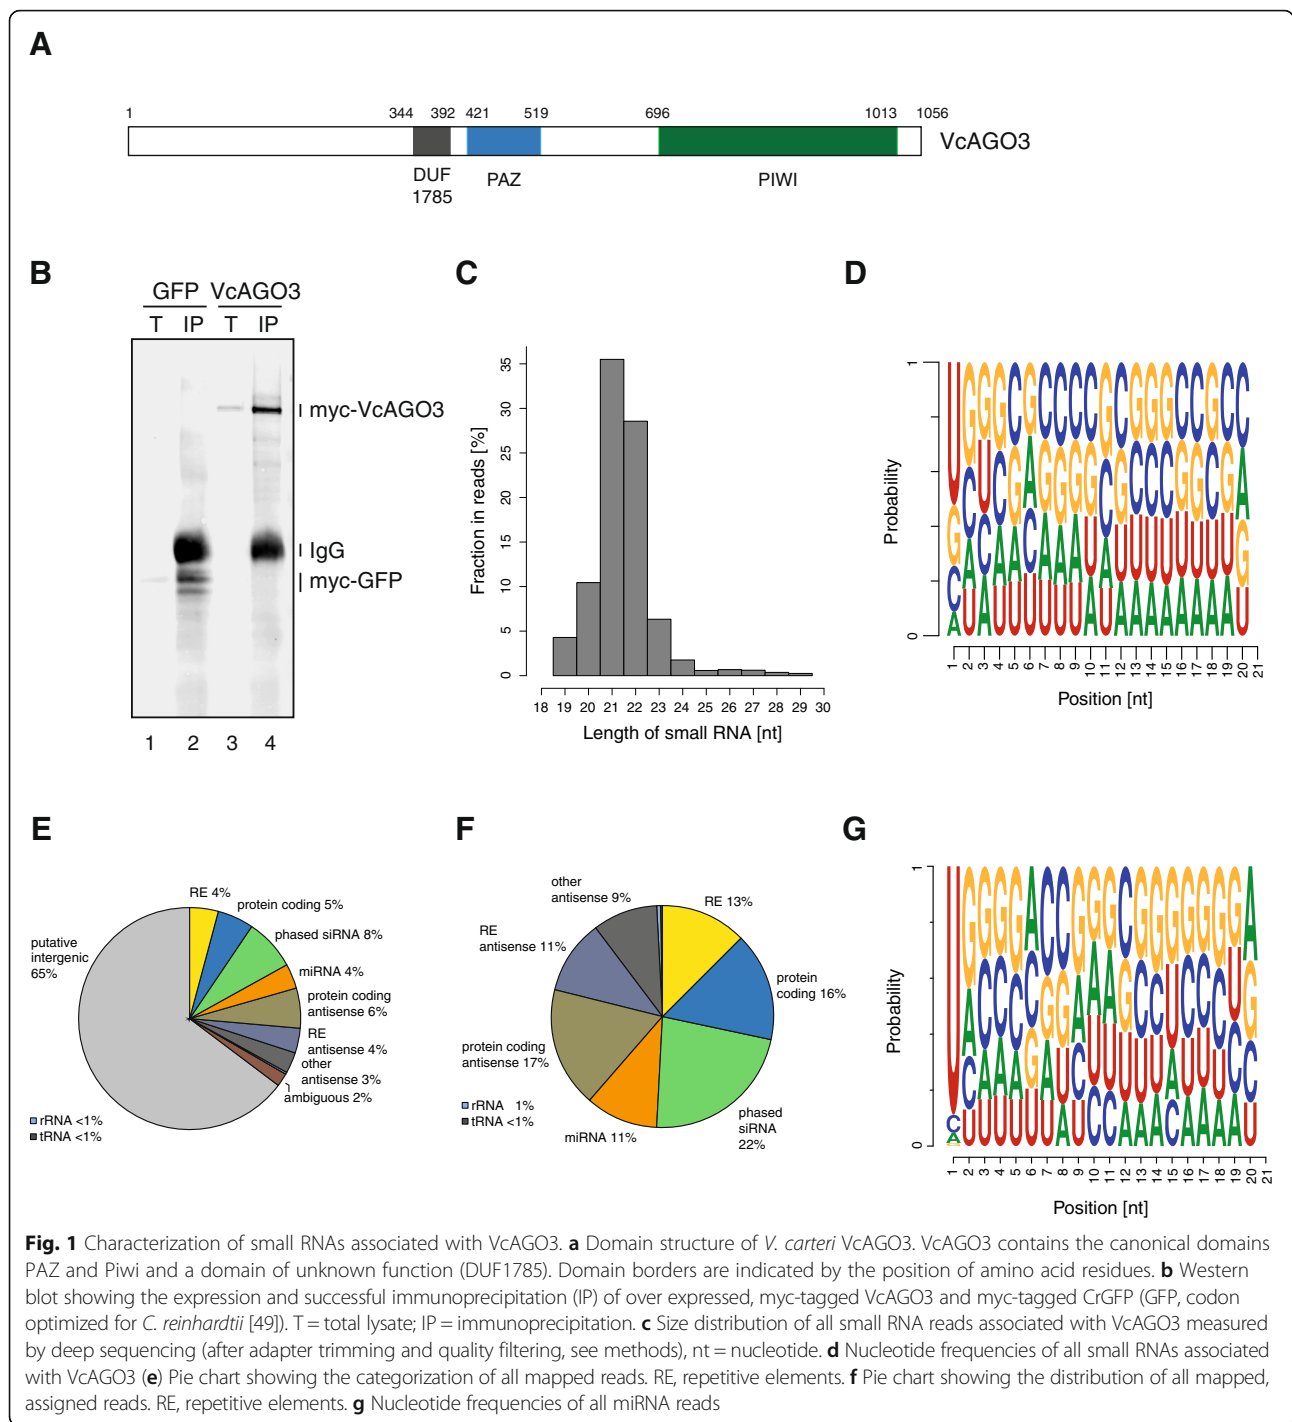 A
1 344 392 421 519 696 1013 1056
VcAGO3
DUF
1785
PAZ
PIWI
B
GFP VcAGO3
T IP T IP
myc-VcAGO3
IgG
myc-GFP
1 2 3 4
C
Fraction in reads [%]
35
30
25
20
15
10
5
0
18 19 20 21 22 23 24 25 26 27 28 29 30
Length of small RNA [nt]
D
Probability
1
0
1 2 3 4 5 6 7 8 9 10 11 12 13 14 15 16 17 18 19 20 21
Position [nt]
E
RE 4%
protein coding 5%
phased siRNA 8%
miRNA 4%
protein coding
antisense 6%
RE
antisense 4%
other
antisense 3%
ambiguous 2%
putative
intergenic
65%
rRNA <1%
tRNA <1%
F
other
antisense 9%
RE 13%
RE
antisense 11%
protein
coding 16%
protein coding
antisense 17%
phased
siRNA
22%
miRNA 11%
rRNA 1%
tRNA <1%
G
Probability
1
0
1 2 3 4 5 6 7 8 9 10 11 12 13 14 15 16 17 18 19 20 21
Position [nt]
Fig. 1 Characterization of small RNAs associated with VcAGO3. a Domain structure of V. carteri VcAGO3. VcAGO3 contains the canonical domains
PAZ and Piwi and a domain of unknown function (DUF1785). Domain borders are indicated by the position of amino acid residues. b Western
blot showing the expression and successful immunoprecipitation (IP) of over expressed, myc-tagged VcAGO3 and myc-tagged CrGFP (GFP, codon
optimized for C. reinhardtii [49]). T = total lysate; IP = immunoprecipitation. c Size distribution of all small RNA reads associated with VcAGO3 measured
by deep sequencing (after adapter trimming and quality filtering, see methods), nt = nucleotide. d Nucleotide frequencies of all small RNAs associated
with VcAGO3 (e) Pie chart showing the categorization of all mapped reads. RE, repetitive elements. f Pie chart showing the distribution of all mapped,
assigned reads. RE, repetitive elements. g Nucleotide frequencies of all miRNA reads